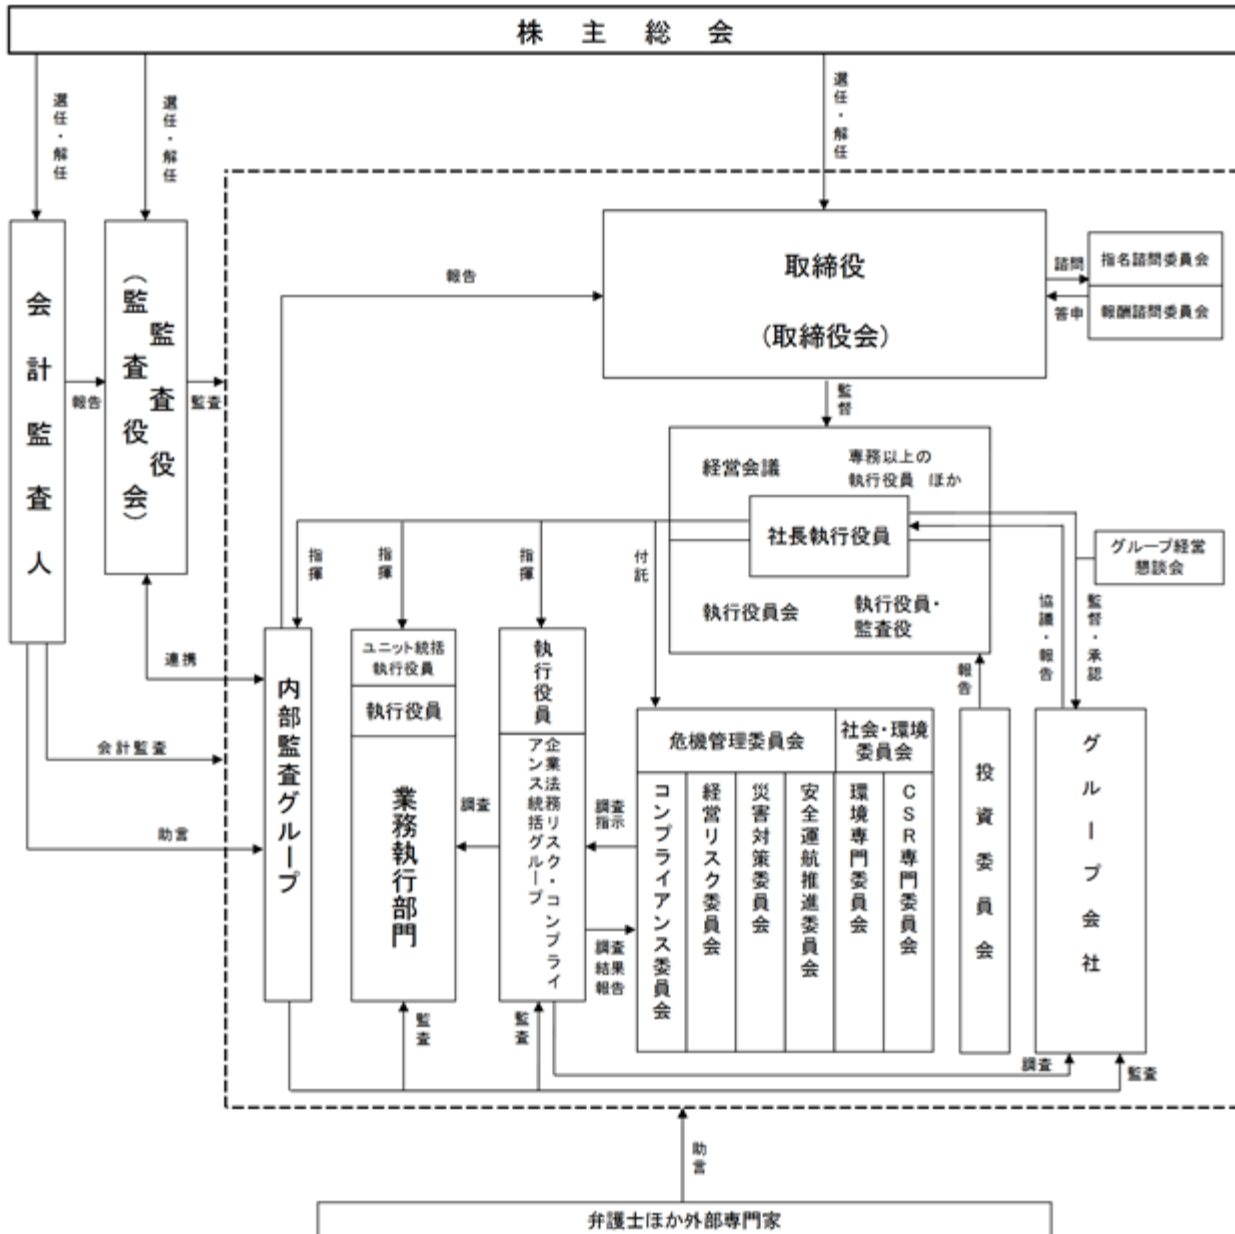 株主総会
選任・解任
選任・解任
選任・解任
会計監査人
監査役
(監査役会)
報告
監査
報告
取締役
(取締役会)
諮問
答申
指名諮問委員会
報酬諮問委員会
監督
経営会議
専務以上の
執行役員 ほか
社長執行役員
執行役員会
執行役員・
監査役
グループ経営
懇談会
指揮
指揮
指揮
付託
協議・報告
監督・承認
連携
会計監査
助言
内部監査グループ
ユニット統括
執行役員
執行役員
業務執行部門
調査
執行役員
企業法務リスク・コンプライ
アンス統括グループ
調査
指示
調査
結果
報告
危機管理委員会
社会・環境
委員会
コンプライアンス委員会
経営リスク委員会
災害対策委員会
安全運航推進委員会
環境専門委員会
CSR専門委員会
報告
投資委員会
グループ会社
監査
監査
調査
監査
助言
弁護士ほか外部専門家